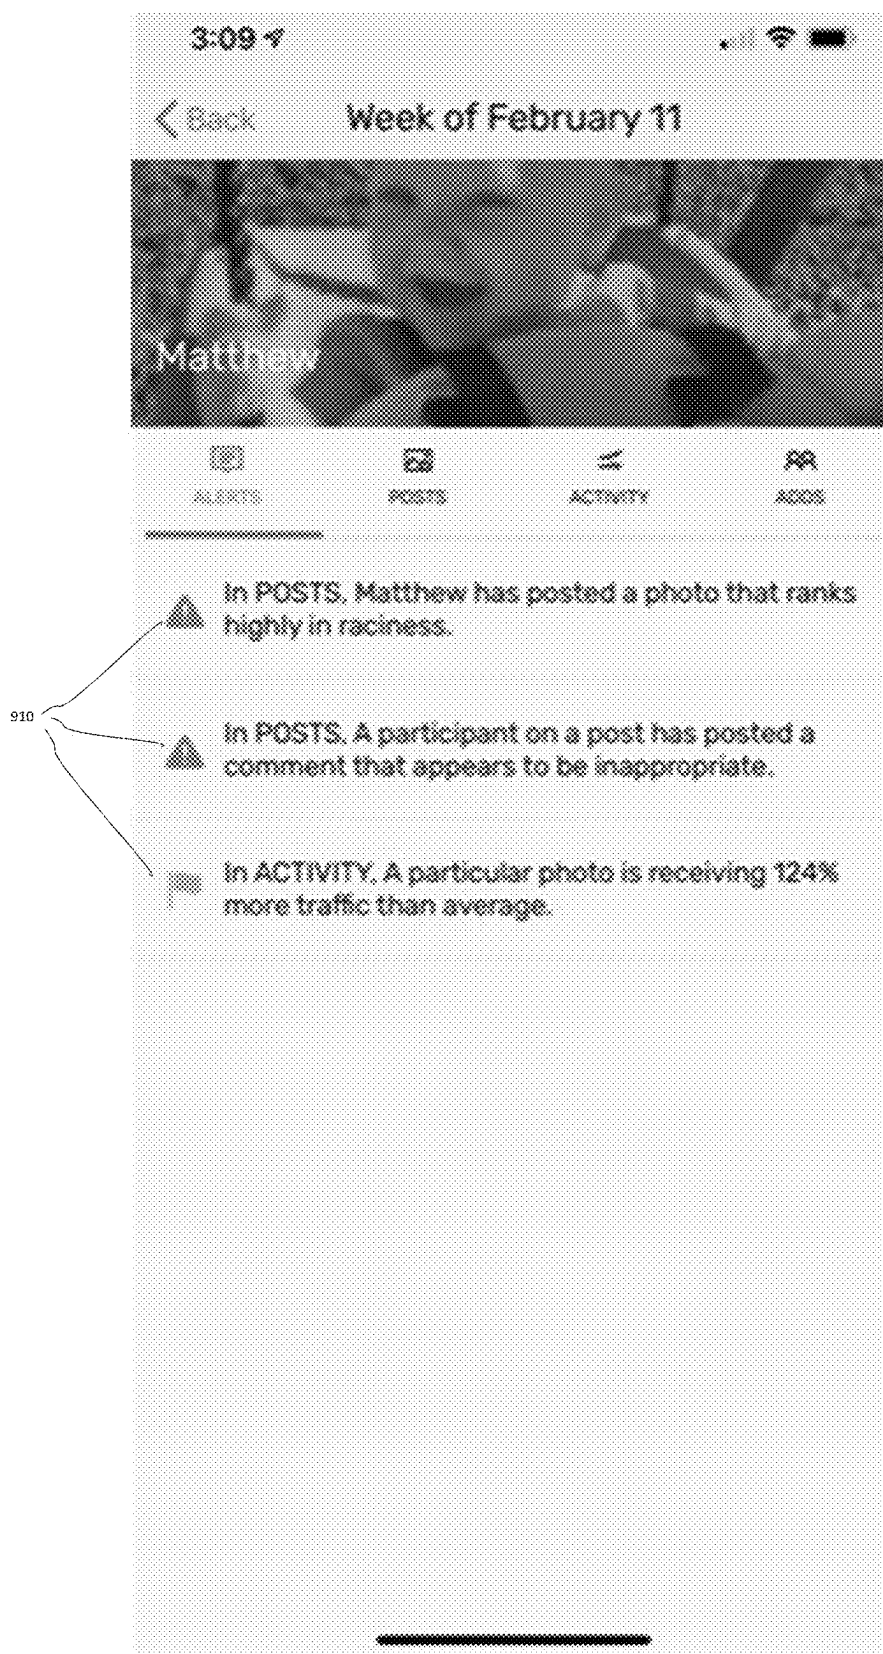 3:09
Back
Week of February 11
Matthew
ALERTS
POSTS
ACTIVITY
ADDS
In POSTS, Matthew has posted a photo that ranks
highly in raciness.
910
In POSTS, A participant on a post has posted a
comment that appears to be inappropriate.
In ACTIVITY, A particular photo is receiving 124%
more traffic than average.